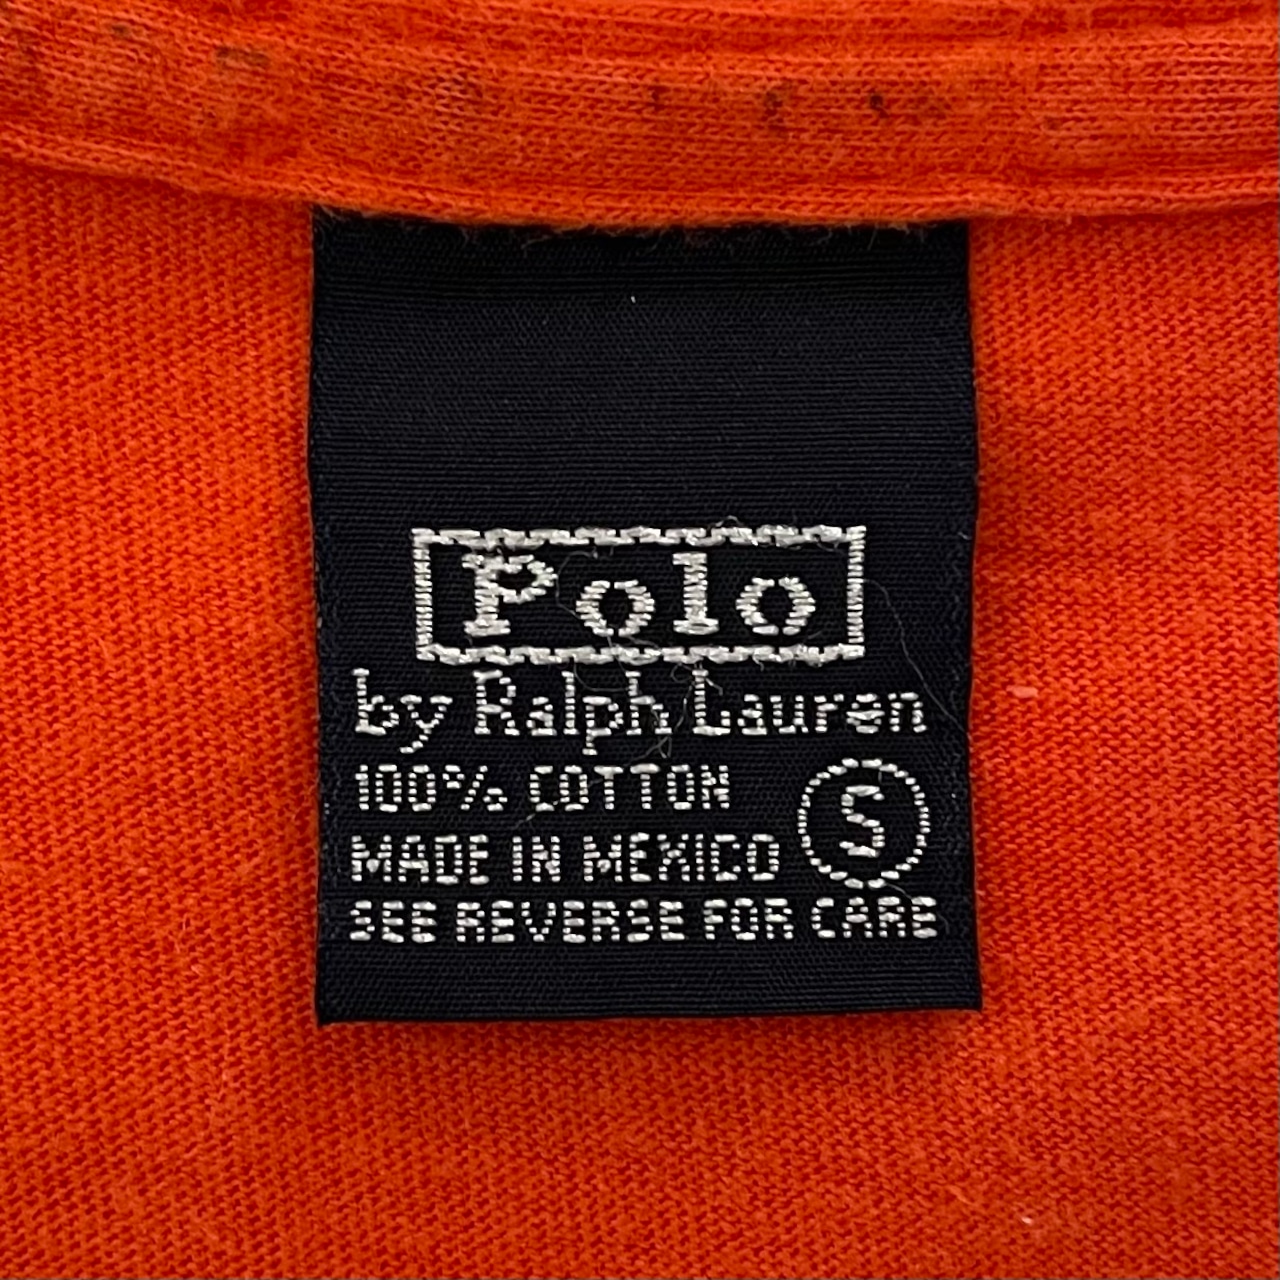 Polo
by Ralph Lauren
100% COTTON
S
MADE IN MEXICO
SEE REVERSE FOR CARE